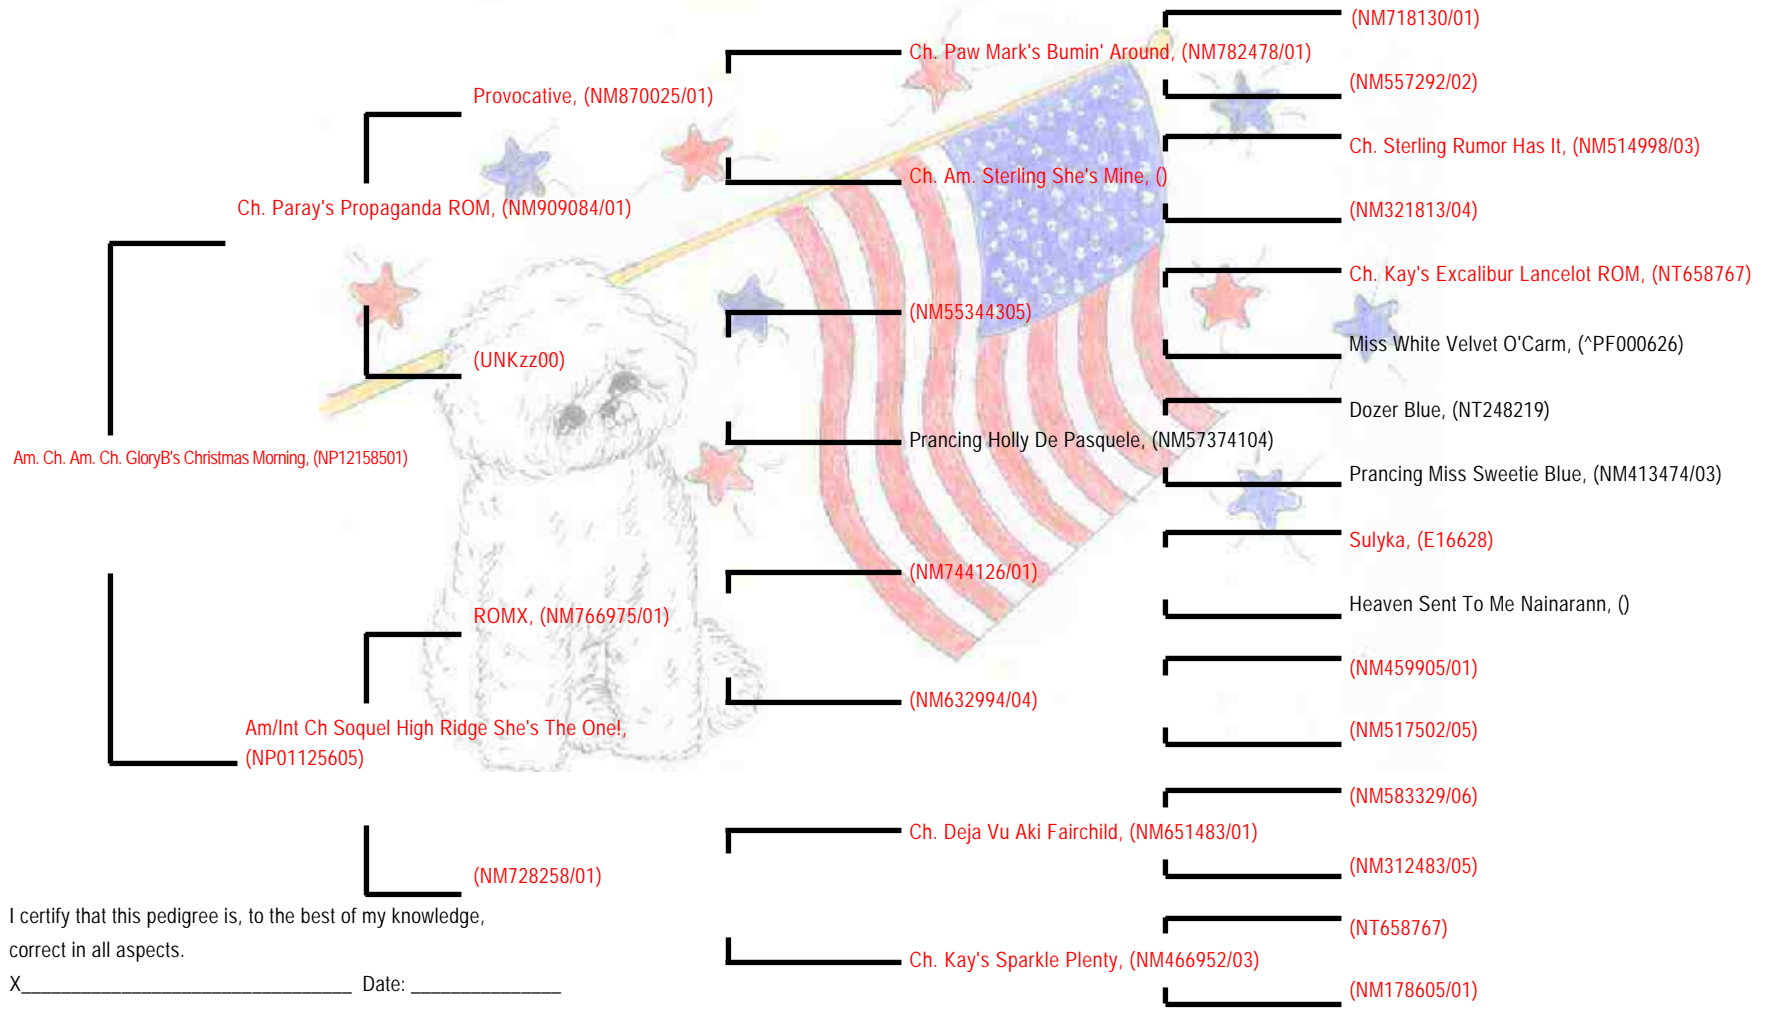 (NM718130/01)
Ch. Paw Mark's Bumin' Around, (NM782478/01)
(NM557292/02)
Provocative, (NM870025/01)
Ch. Sterling Rumor Has It, (NM514998/03)
Ch. Am. Sterling She's Mine, ()
Ch. Paray's Propaganda ROM, (NM909084/01)
(NM321813/04)
Ch. Kay's Excalibur Lancelot ROM, (NT658767)
(NM55344305)
Miss White Velvet O'Carm, (^PF000626)
(UNKzz00)
Dozer Blue, (NT248219)
Prancing Holly De Pasquele, (NM57374104)
Am. Ch. Am. Ch. GloryB's Christmas Morning, (NP12158501)
Prancing Miss Sweetie Blue, (NM413474/03)
Sulyka, (E16628)
(NM744126/01)
Heaven Sent To Me Nainarann, ()
ROMX, (NM766975/01)
(NM459905/01)
(NM632994/04)
Am/Int Ch Soquel High Ridge She's The One!,
(NP01125605)
(NM517502/05)
(NM583329/06)
Ch. Deja Vu Aki Fairchild, (NM651483/01)
(NM312483/05)
(NM728258/01)
I certify that this pedigree is, to the best of my knowledge,
correct in all aspects.
(NT658767)
Ch. Kay's Sparkle Plenty, (NM466952/03)
X_________________________________ Date: _______________
(NM178605/01)